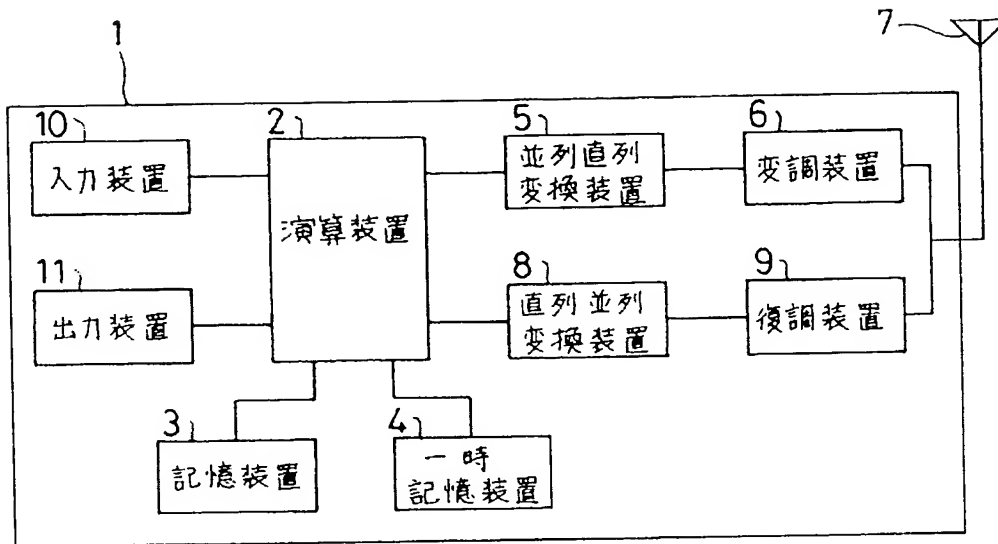 1
7
10
入力装置
2
演算装置
5
並列直列
変換装置
6
変調装置
11
出力装置
8
直列並列
変換装置
9
復調装置
3
記憶装置
4
一時
記憶装置